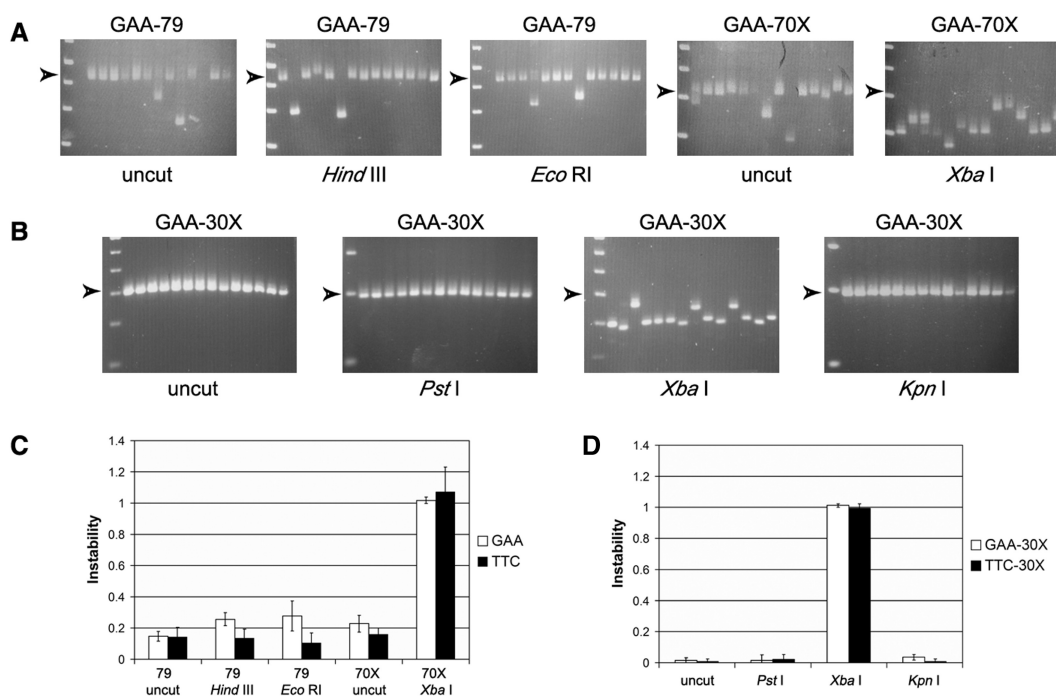 A
GAA-79 GAA-79 GAA-79 GAA-70X GAA-70X
uncut Hind III Eco RI uncut Xba I
B
GAA-30X GAA-30X GAA-30X GAA-30X
uncut Pst I Xba I Kpn I
C
Instability
1.4
1.2
1
0.8
0.6
0.4
0.2
0
79 uncut
79 Hind III
79 Eco RI
70X uncut
70X Xba I
GAA
TTC
D
Instability
1.4
1.2
1
0.8
0.6
0.4
0.2
0
uncut Pst I Xba I Kpn I
GAA-30X
TTC-30X